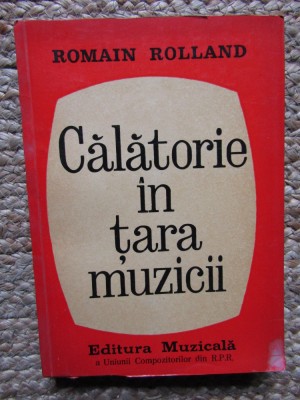 ROMAIN ROLLAND
Călătorie
în
țara
muzicii
Editura Muzicală
a Uniunii Compozitorilor din R.P.R.